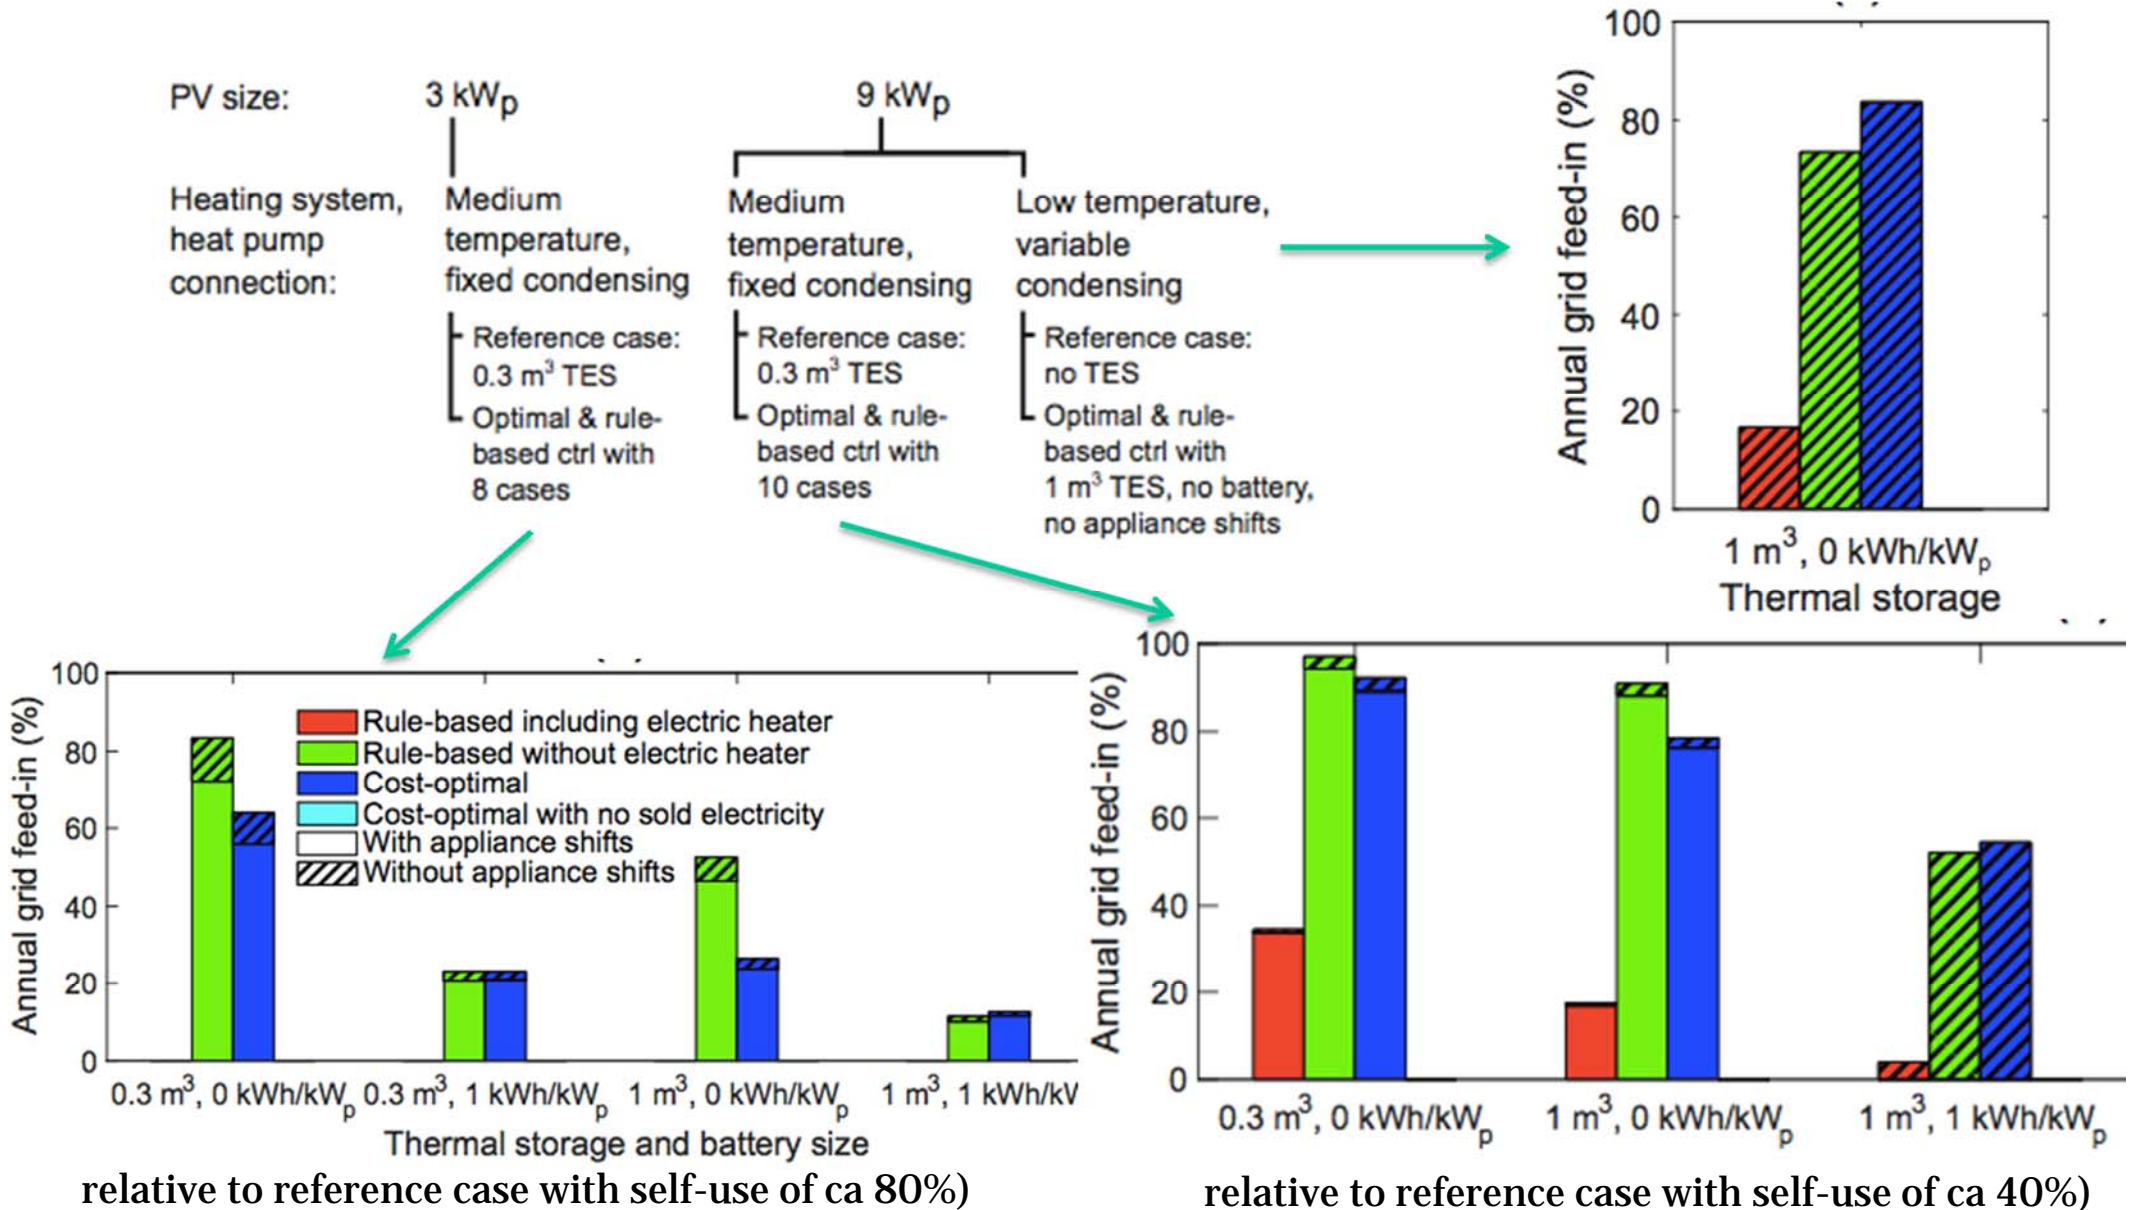 PV size: 3 kWp 9 kWp
Heating system,
heat pump
connection:
Medium
temperature,
fixed condensing
Reference case:
0.3 m³ TES
Optimal & rule-
based ctrl with
8 cases
Medium
temperature,
fixed condensing
Reference case:
0.3 m³ TES
Optimal & rule-
based ctrl with
10 cases
Low temperature,
variable
condensing
Reference case:
no TES
Optimal & rule-
based ctrl with
1 m³ TES, no battery,
no appliance shifts
Annual grid feed-in (%)
100
80
60
40
20
0
1 m³, 0 kWh/kWp
Thermal storage
Annual grid feed-in (%)
100
80
60
40
20
0
Rule-based including electric heater
Rule-based without electric heater
Cost-optimal
Cost-optimal with no sold electricity
With appliance shifts
Without appliance shifts
0.3 m³, 0 kWh/kWp 0.3 m³, 1 kWh/kWp 1 m³, 0 kWh/kWp 1 m³, 1 kWh/kW
Thermal storage and battery size
relative to reference case with self-use of ca 80%)
Annual grid feed-in (%)
100
80
60
40
20
0
0.3 m³, 0 kWh/kWp 1 m³, 0 kWh/kWp 1 m³, 1 kWh/kWp
relative to reference case with self-use of ca 40%)